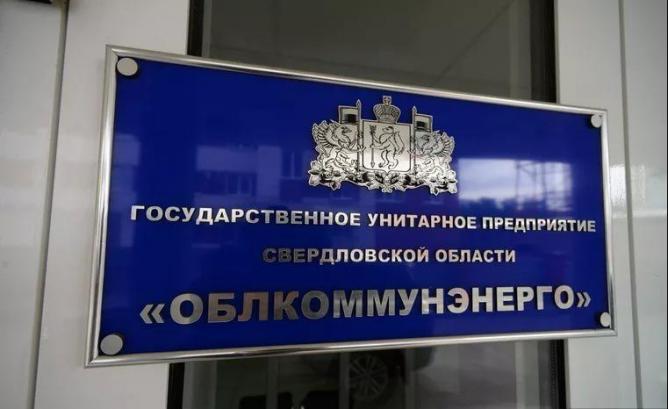 ГОСУДАРСТВЕННОЕ УНИТАРНОЕ ПРЕДПРИЯТИЕ
СВЕРДЛОВСКОЙ ОБЛАСТИ
«ОБЛКОММУНЭНЕРГО»